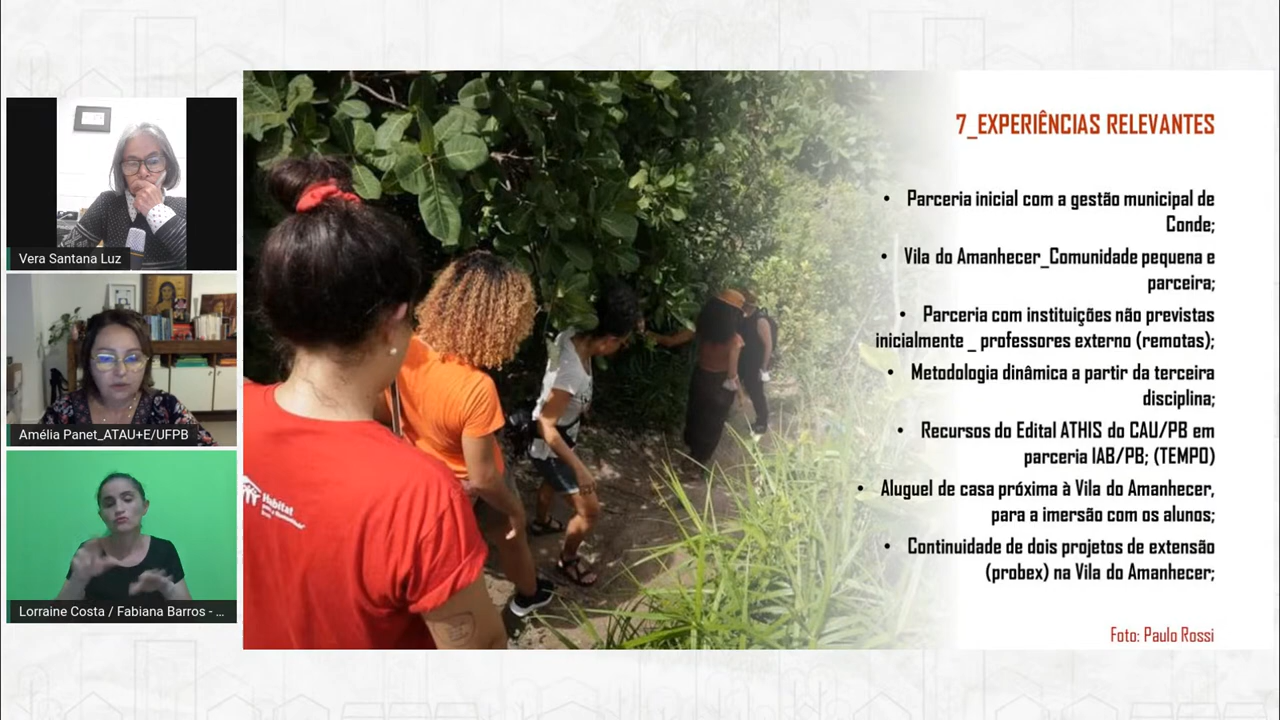 7_EXPERIÊNCIAS RELEVANTES
• Parceria inicial com a gestão municipal de
Conde;
• Vila do Amanhecer_Comunidade pequena e
parceira;
• Parceria com instituições não previstas
inicialmente _ professores externo (remotas);
• Metodologia dinâmica a partir da terceira
disciplina;
• Recursos do Edital ATHIS do CAU/PB em
parceria IAB/PB; (TEMPO)
• Aluguel de casa próxima à Vila do Amanhecer,
para a imersão com os alunos;
• Continuidade de dois projetos de extensão
(probex) na Vila do Amanhecer;
Foto: Paulo Rossi
Vera Santana Luz
Amélia Panet_ATAU+E/UFPB
Lorraine Costa / Fabiana Barros - ...
Habitat
para a Humanidade